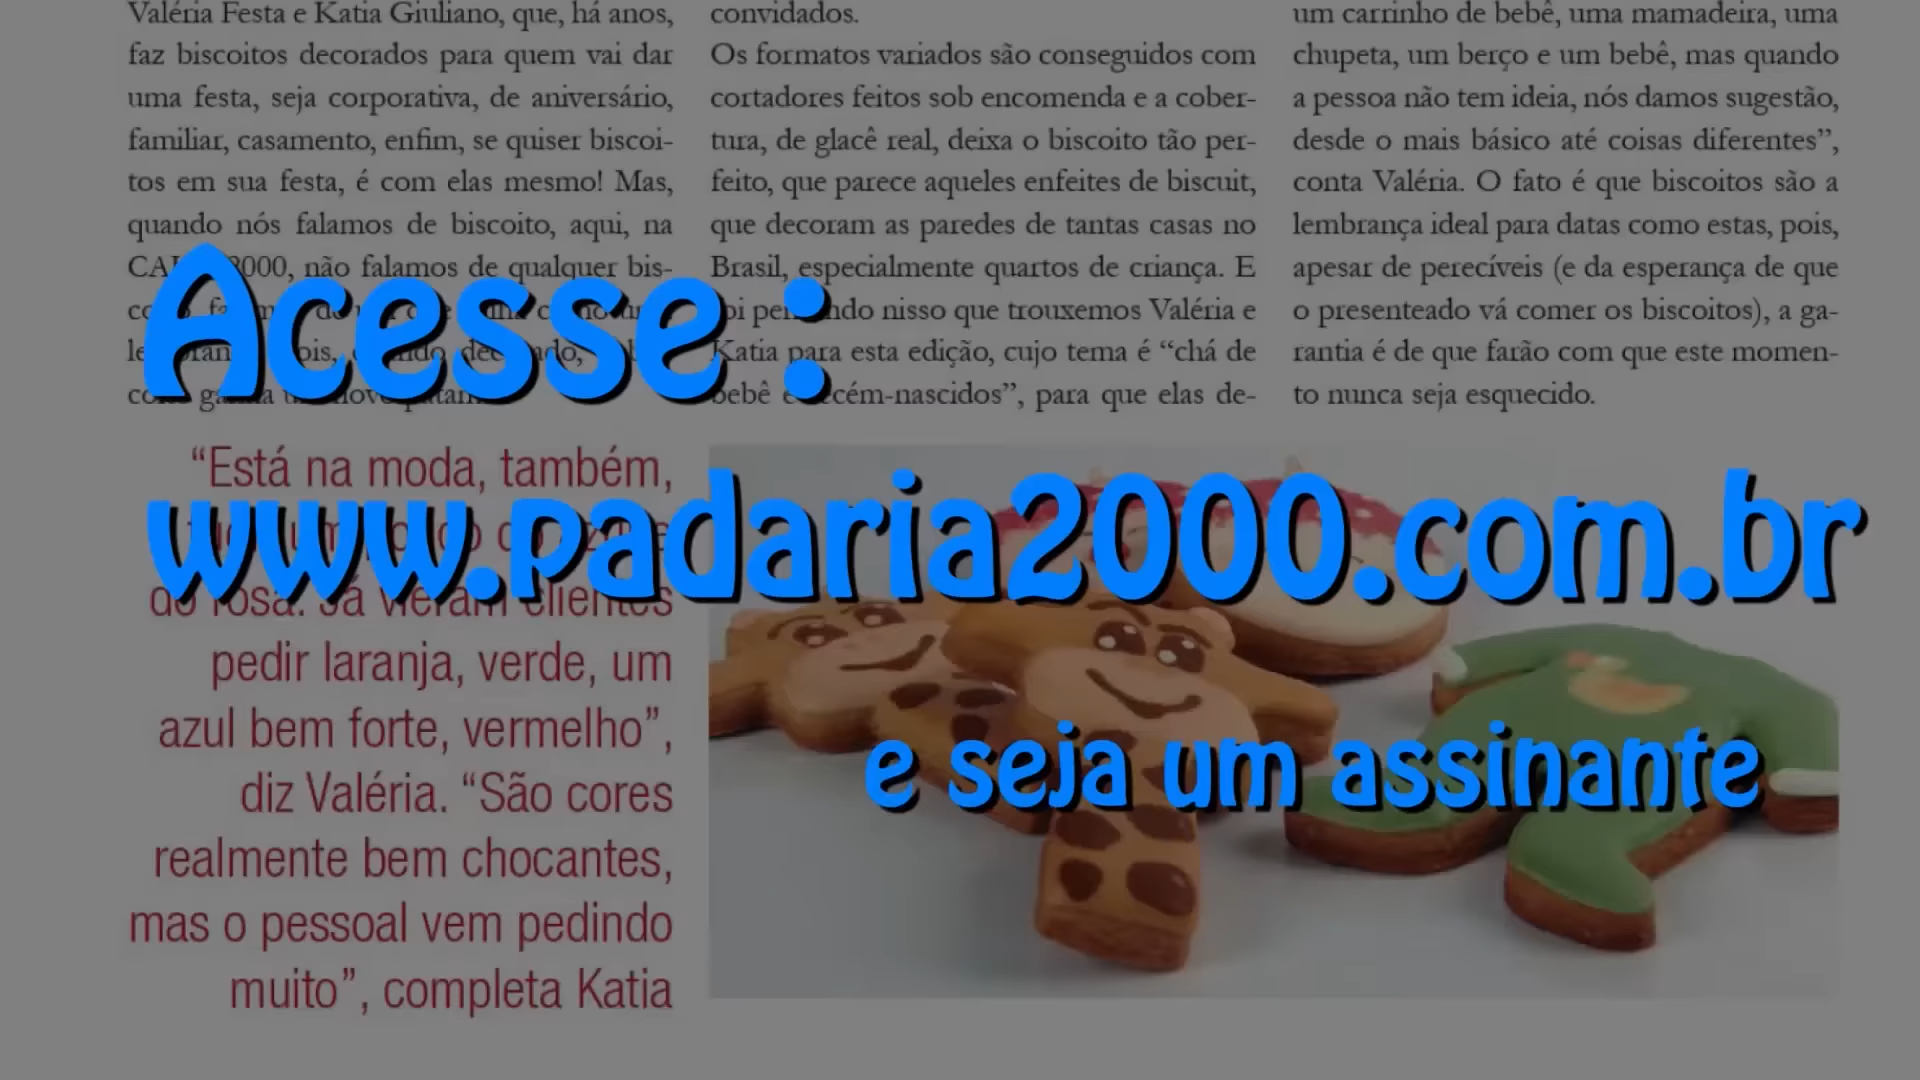 Valéria Festa e Katia Giuliano, que, há anos,
faz biscoitos decorados para quem vai dar
uma festa, seja corporativa, de aniversário,
familiar, casamento, enfim, se quiser biscoi-
tos em sua festa, é com elas mesmo! Mas,
quando nós falamos de biscoito, aqui, na
2000, não falamos de qualquer bis-
convidados.
Os formatos variados são conseguidos com
cortadores feitos sob encomenda e a cober-
tura, de glacê real, deixa o biscoito tão per-
feito, que parece aqueles enfeites de biscuit,
que decoram as paredes de tantas casas no
Brasil, especialmente quartos de criança. E
nisso que trouxemos Valéria e
Katia para esta edição, cujo tema é “chá de
bebê e recém-nascidos”, para que elas de-
um carrinho de bebê, uma mamadeira, uma
chupeta, um berço e um bebê, mas quando
a pessoa não tem ideia, nós damos sugestão,
desde o mais básico até coisas diferentes”,
conta Valéria. O fato é que biscoitos são a
lembrança ideal para datas como estas, pois,
apesar de perecíveis (e da esperança de que
o presenteado vá comer os biscoitos), a ga-
rantia é de que farão com que este momen-
to nunca seja esquecido.
Acesse :
www.padaria2000.com.br
e seja um assinante
“Está na moda, também,
do rosa. Já vieram clientes
pedir laranja, verde, um
azul bem forte, vermelho”,
diz Valéria. “São cores
realmente bem chocantes,
mas o pessoal vem pedindo
muito”, completa Katia